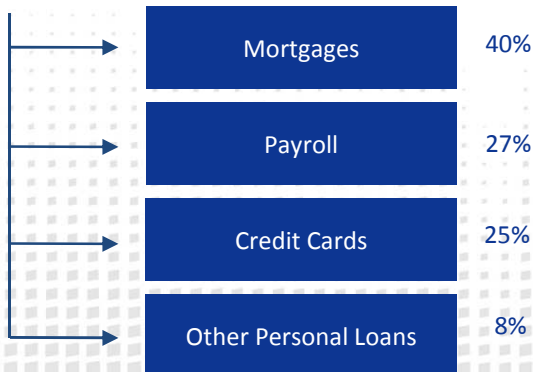 Mortgages 40%
Payroll 27%
Credit Cards 25%
Other Personal Loans 8%